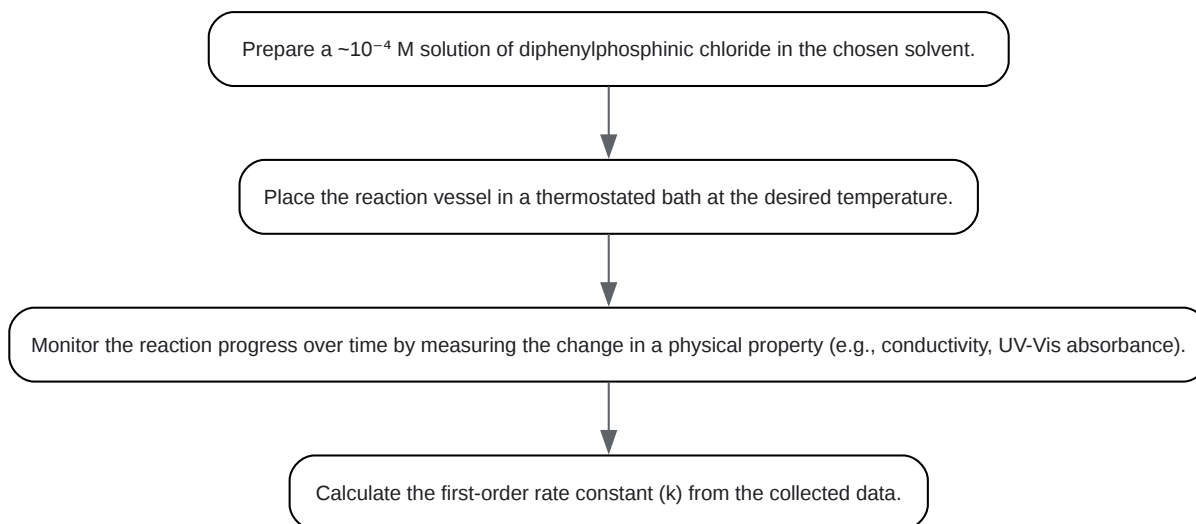 Prepare a ~10⁻⁴ M solution of diphenylphosphinic chloride in the chosen solvent.
Place the reaction vessel in a thermostated bath at the desired temperature.
Monitor the reaction progress over time by measuring the change in a physical property (e.g., conductivity, UV-Vis absorbance).
Calculate the first-order rate constant (k) from the collected data.